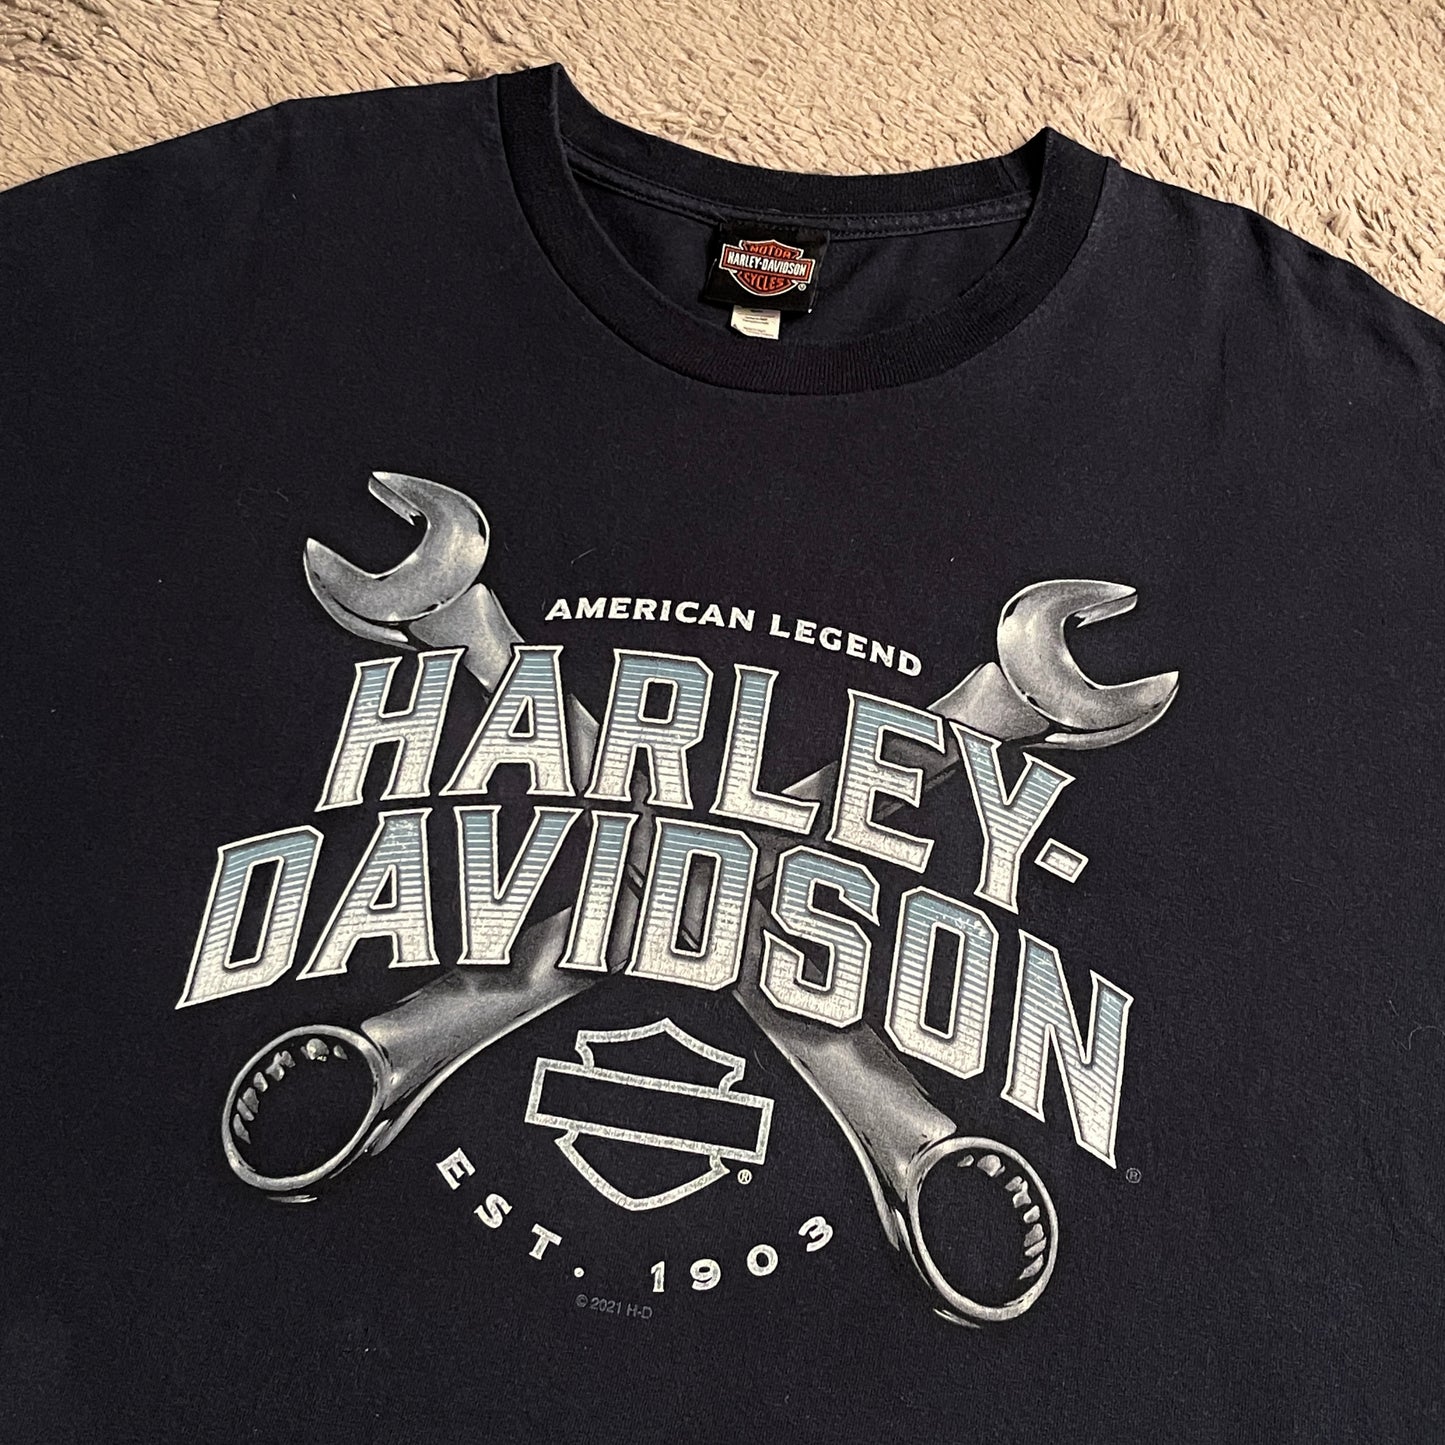 MOTOR
HARLEY-DAVIDSON
CYCLES
®
AMERICAN LEGEND
HARLEY-
DAVIDSON
®
®
EST. 1903
© 2021 H-D